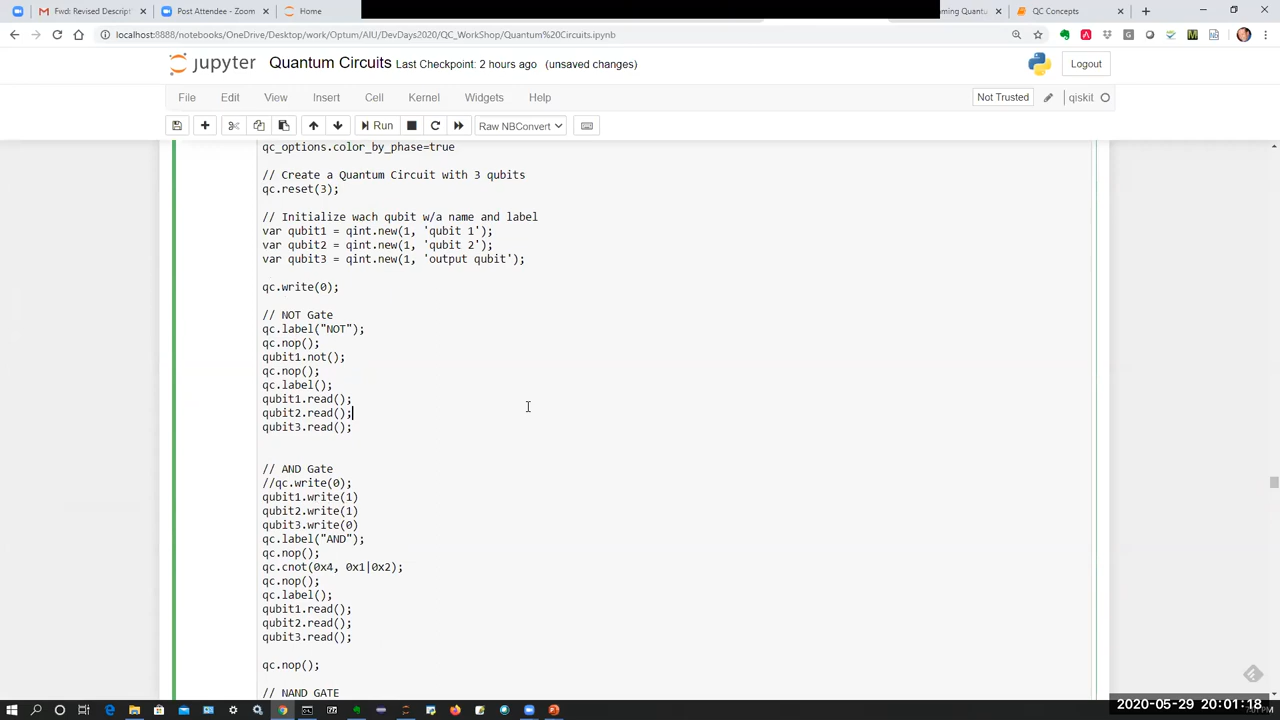 Fwd: Revised Descript
Post Attendee - Zoom
Home
ming Quantu
QC Concepts
localhost:8888/notebooks/OneDrive/Desktop/work/Optum/AIU/DevDays2020/QC_WorkShop/Quantum%20Circuits.ipynb
jupyter Quantum Circuits Last Checkpoint: 2 hours ago (unsaved changes)
Logout
File Edit View Insert Cell Kernel Widgets Help
Not Trusted
qiskit
Run
Raw NBConvert
qc_options.color_by_phase=true
// Create a Quantum Circuit with 3 qubits
qc.reset(3);
// Initialize wach qubit w/a name and label
var qubit1 = qint.new(1, 'qubit 1');
var qubit2 = qint.new(1, 'qubit 2');
var qubit3 = qint.new(1, 'output qubit');
qc.write(0);
// NOT Gate
qc.label("NOT");
qc.nop();
qubit1.not();
qc.nop();
qc.label();
qubit1.read();
qubit2.read();
qubit3.read();
// AND Gate
//qc.write(0);
qubit1.write(1)
qubit2.write(1)
qubit3.write(0)
qc.label("AND");
qc.nop();
qc.cnot(0x4, 0x1|0x2);
qc.nop();
qc.label();
qubit1.read();
qubit2.read();
qubit3.read();
qc.nop();
// NAND GATE
2020-05-29 20:01:18